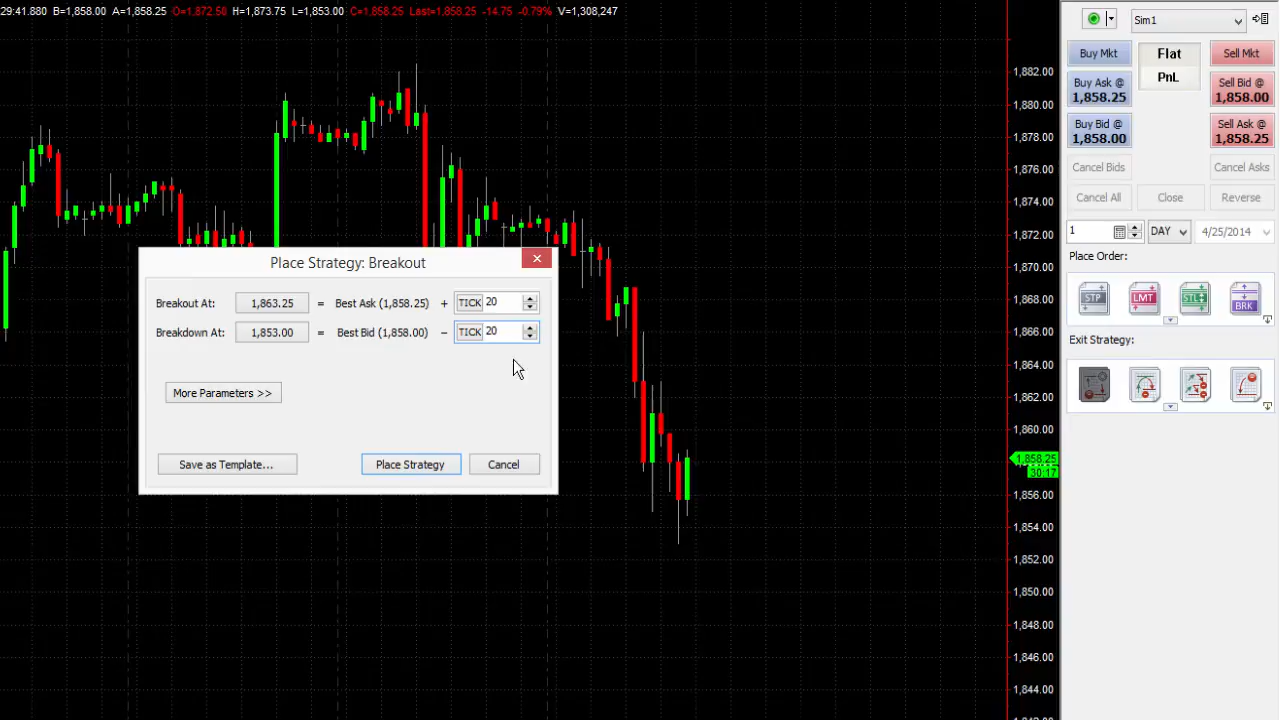 29:41.880 B=1,858.00 A=1,858.25 O=1,872.50 H=1,873.75 L=1,853.00 C=1,858.25 Last=1,858.25 -14.75 -0.79% V=1,308,247
Sim1
Buy Mkt
Flat
PnL
Sell Mkt
Buy Ask @
1,858.25
Sell Bid @
1,858.00
Buy Bid @
1,858.00
Sell Ask @
1,858.25
Cancel Bids
Cancel Asks
Cancel All
Close
Reverse
1
DAY
4/25/2014
Place Order:
STP
LMT
STL
BRK
Exit Strategy:
Place Strategy: Breakout
Breakout At: 1,863.25 = Best Ask (1,858.25) + TICK 20
Breakdown At: 1,853.00 = Best Bid (1,858.00) − TICK 20
More Parameters >>
Save as Template...
Place Strategy
Cancel
1,882.00
1,880.00
1,878.00
1,876.00
1,874.00
1,872.00
1,870.00
1,868.00
1,866.00
1,864.00
1,862.00
1,860.00
1,858.25
30:17
1,856.00
1,854.00
1,852.00
1,850.00
1,848.00
1,846.00
1,844.00